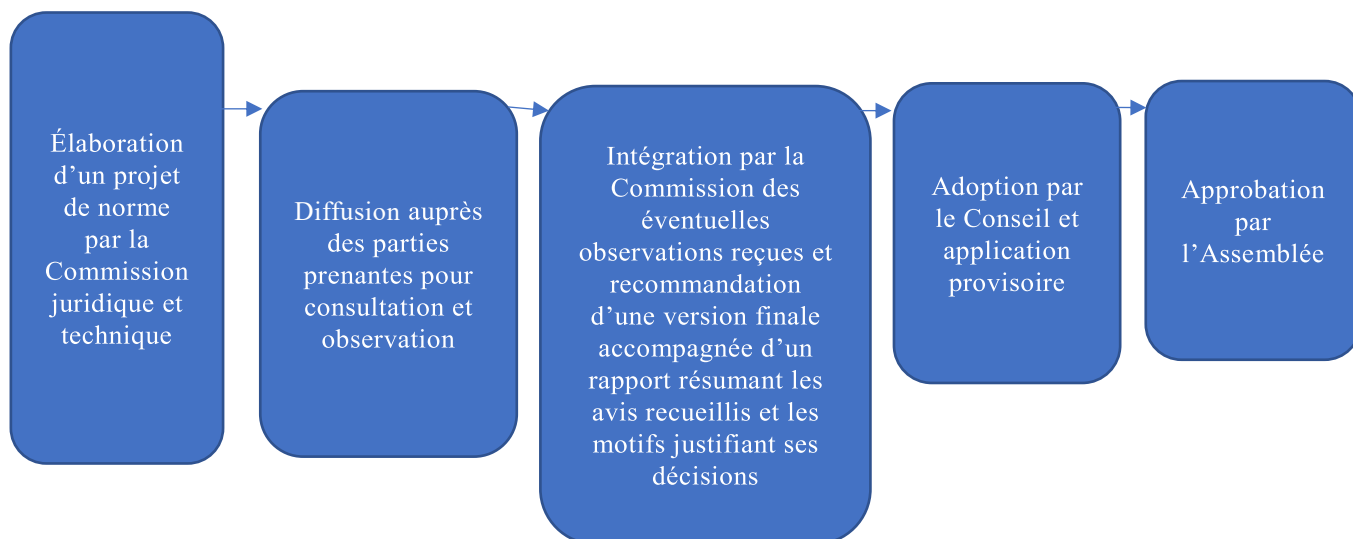 Élaboration
d’un projet
de norme
par la
Commission
juridique et
technique
Diffusion auprès
des parties
prenantes pour
consultation et
observation
Intégration par la
Commission des
éventuelles
observations reçues et
recommandation
d’une version finale
accompagnée d’un
rapport résumant les
avis recueillis et les
motifs justifiant ses
décisions
Adoption par
le Conseil et
application
provisoire
Approbation
par
l’Assemblée